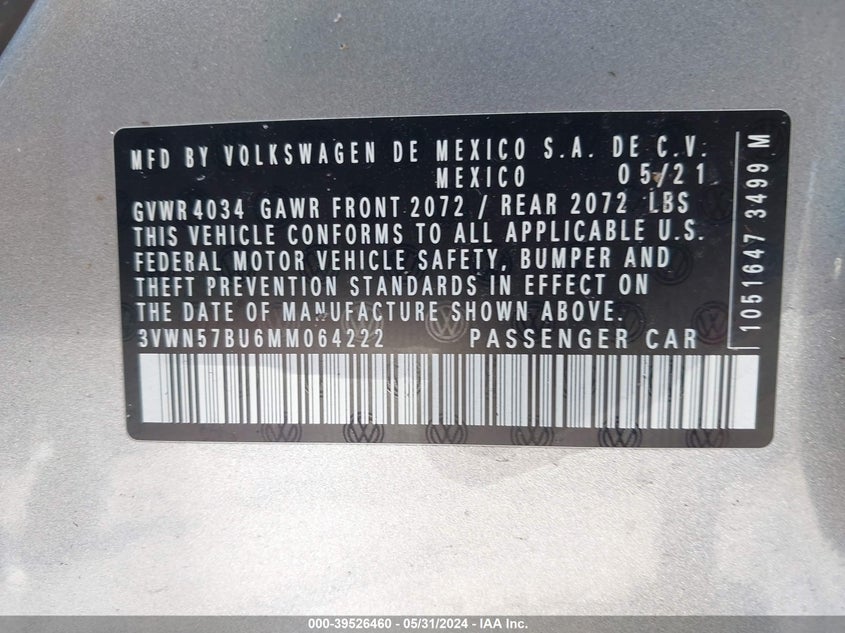 MFD BY VOLKSWAGEN DE MEXICO S.A. DE C.V.
MEXICO 05/21
GVWR 4034 GAWR FRONT 2072 / REAR 2072 LBS
THIS VEHICLE CONFORMS TO ALL APPLICABLE U.S.
FEDERAL MOTOR VEHICLE SAFETY, BUMPER AND
THEFT PREVENTION STANDARDS IN EFFECT ON
THE DATE OF MANUFACTURE SHOWN ABOVE.
3VWN57BU6MM064222 PASSENGER CAR
1051647 3499 M
000-39526460 - 05/31/2024 - IAA Inc.